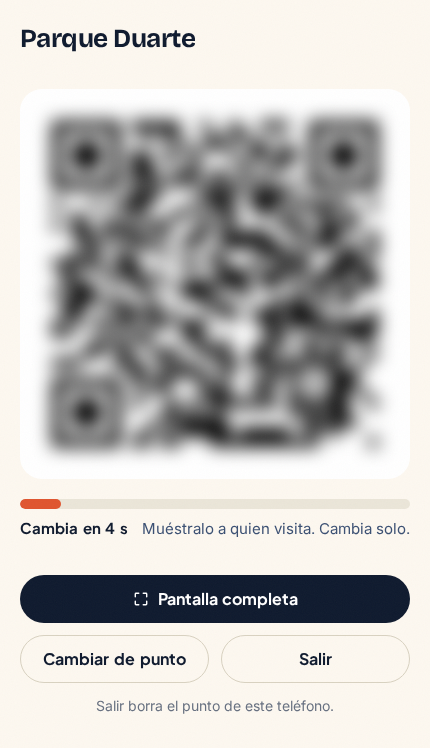 Parque Duarte
Cambia en 4 s Muéstralo a quien visita. Cambia solo.
Pantalla completa
Cambiar de punto Salir
Salir borra el punto de este teléfono.